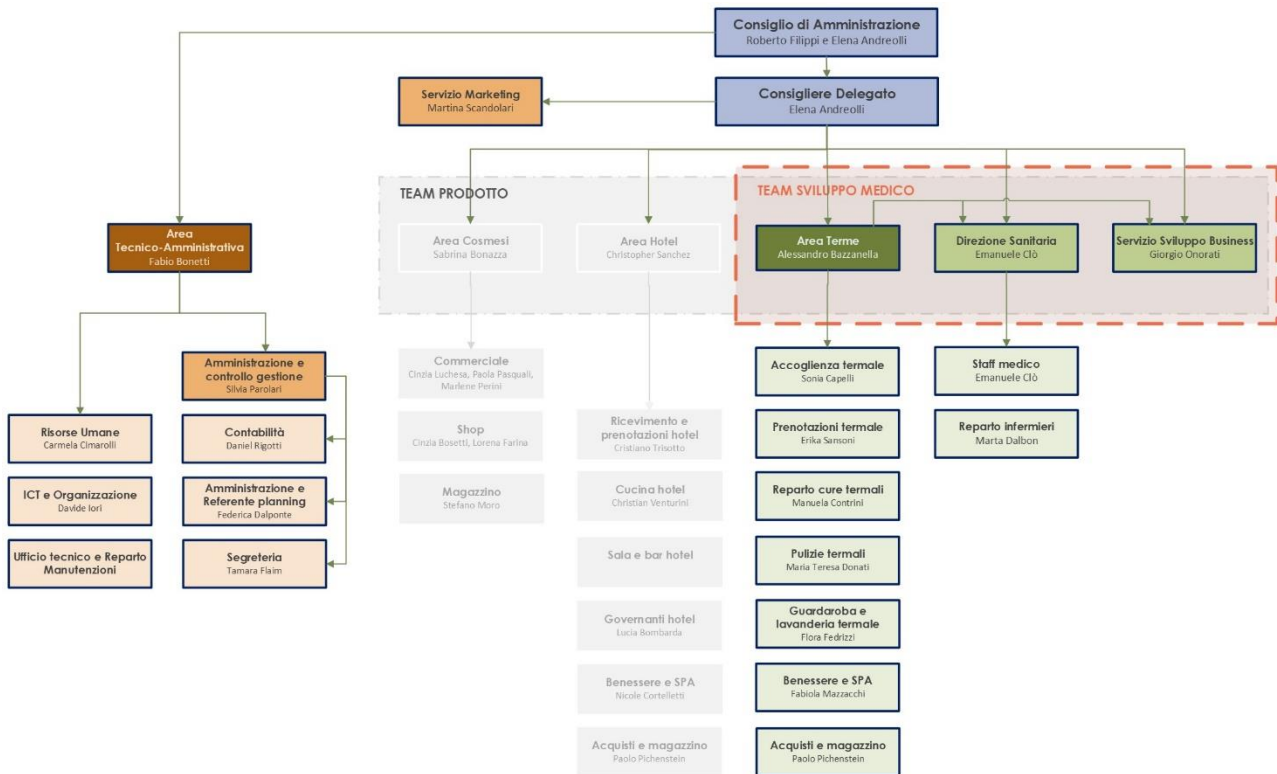 Consiglio di Amministrazione
Roberto Filippi e Elena Andreolli
Servizio Marketing
Martina Scandolari
Consigliere Delegato
Elena Andreolli
TEAM PRODOTTO
TEAM SVILUPPO MEDICO
Area
Tecnico-Amministrativa
Fabio Bonetti
Area Cosmesi
Sabrina Bonazza
Area Hotel
Christopher Sanchez
Area Terme
Alessandro Bazzanella
Direzione Sanitaria
Emanuele Clò
Servizio Sviluppo Business
Giorgio Onorati
Amministrazione e
controllo gestione
Silvia Parolari
Risorse Umane
Carmela Cimarolli
Contabilità
Daniel Rigotti
ICT e Organizzazione
Davide Iori
Amministrazione e
Referente planning
Federica Dalponte
Ufficio tecnico e Reparto
Manutenzioni
Segreteria
Tamara Flaim
Commerciale
Cinzia Luchesa, Paola Pasquali,
Marlene Perini
Shop
Cinzia Bosetti, Lorena Farina
Magazzino
Stefano Moro
Ricevimento e
prenotazioni hotel
Cristiano Trisotto
Cucina hotel
Christian Venturini
Sala e bar hotel
Governanti hotel
Lucia Bombarda
Benessere e SPA
Nicole Cortelletti
Acquisti e magazzino
Paolo Pichenstein
Accoglienza termale
Sonia Capelli
Prenotazioni termale
Erika Sansoni
Reparto cure termali
Manuela Contrini
Pulizie termali
Maria Teresa Donati
Guardaroba e
lavanderia termale
Flora Fedrizzi
Benessere e SPA
Fabiola Mazzacchi
Acquisti e magazzino
Paolo Pichenstein
Staff medico
Emanuele Clò
Reparto infermieri
Marta Dalbon